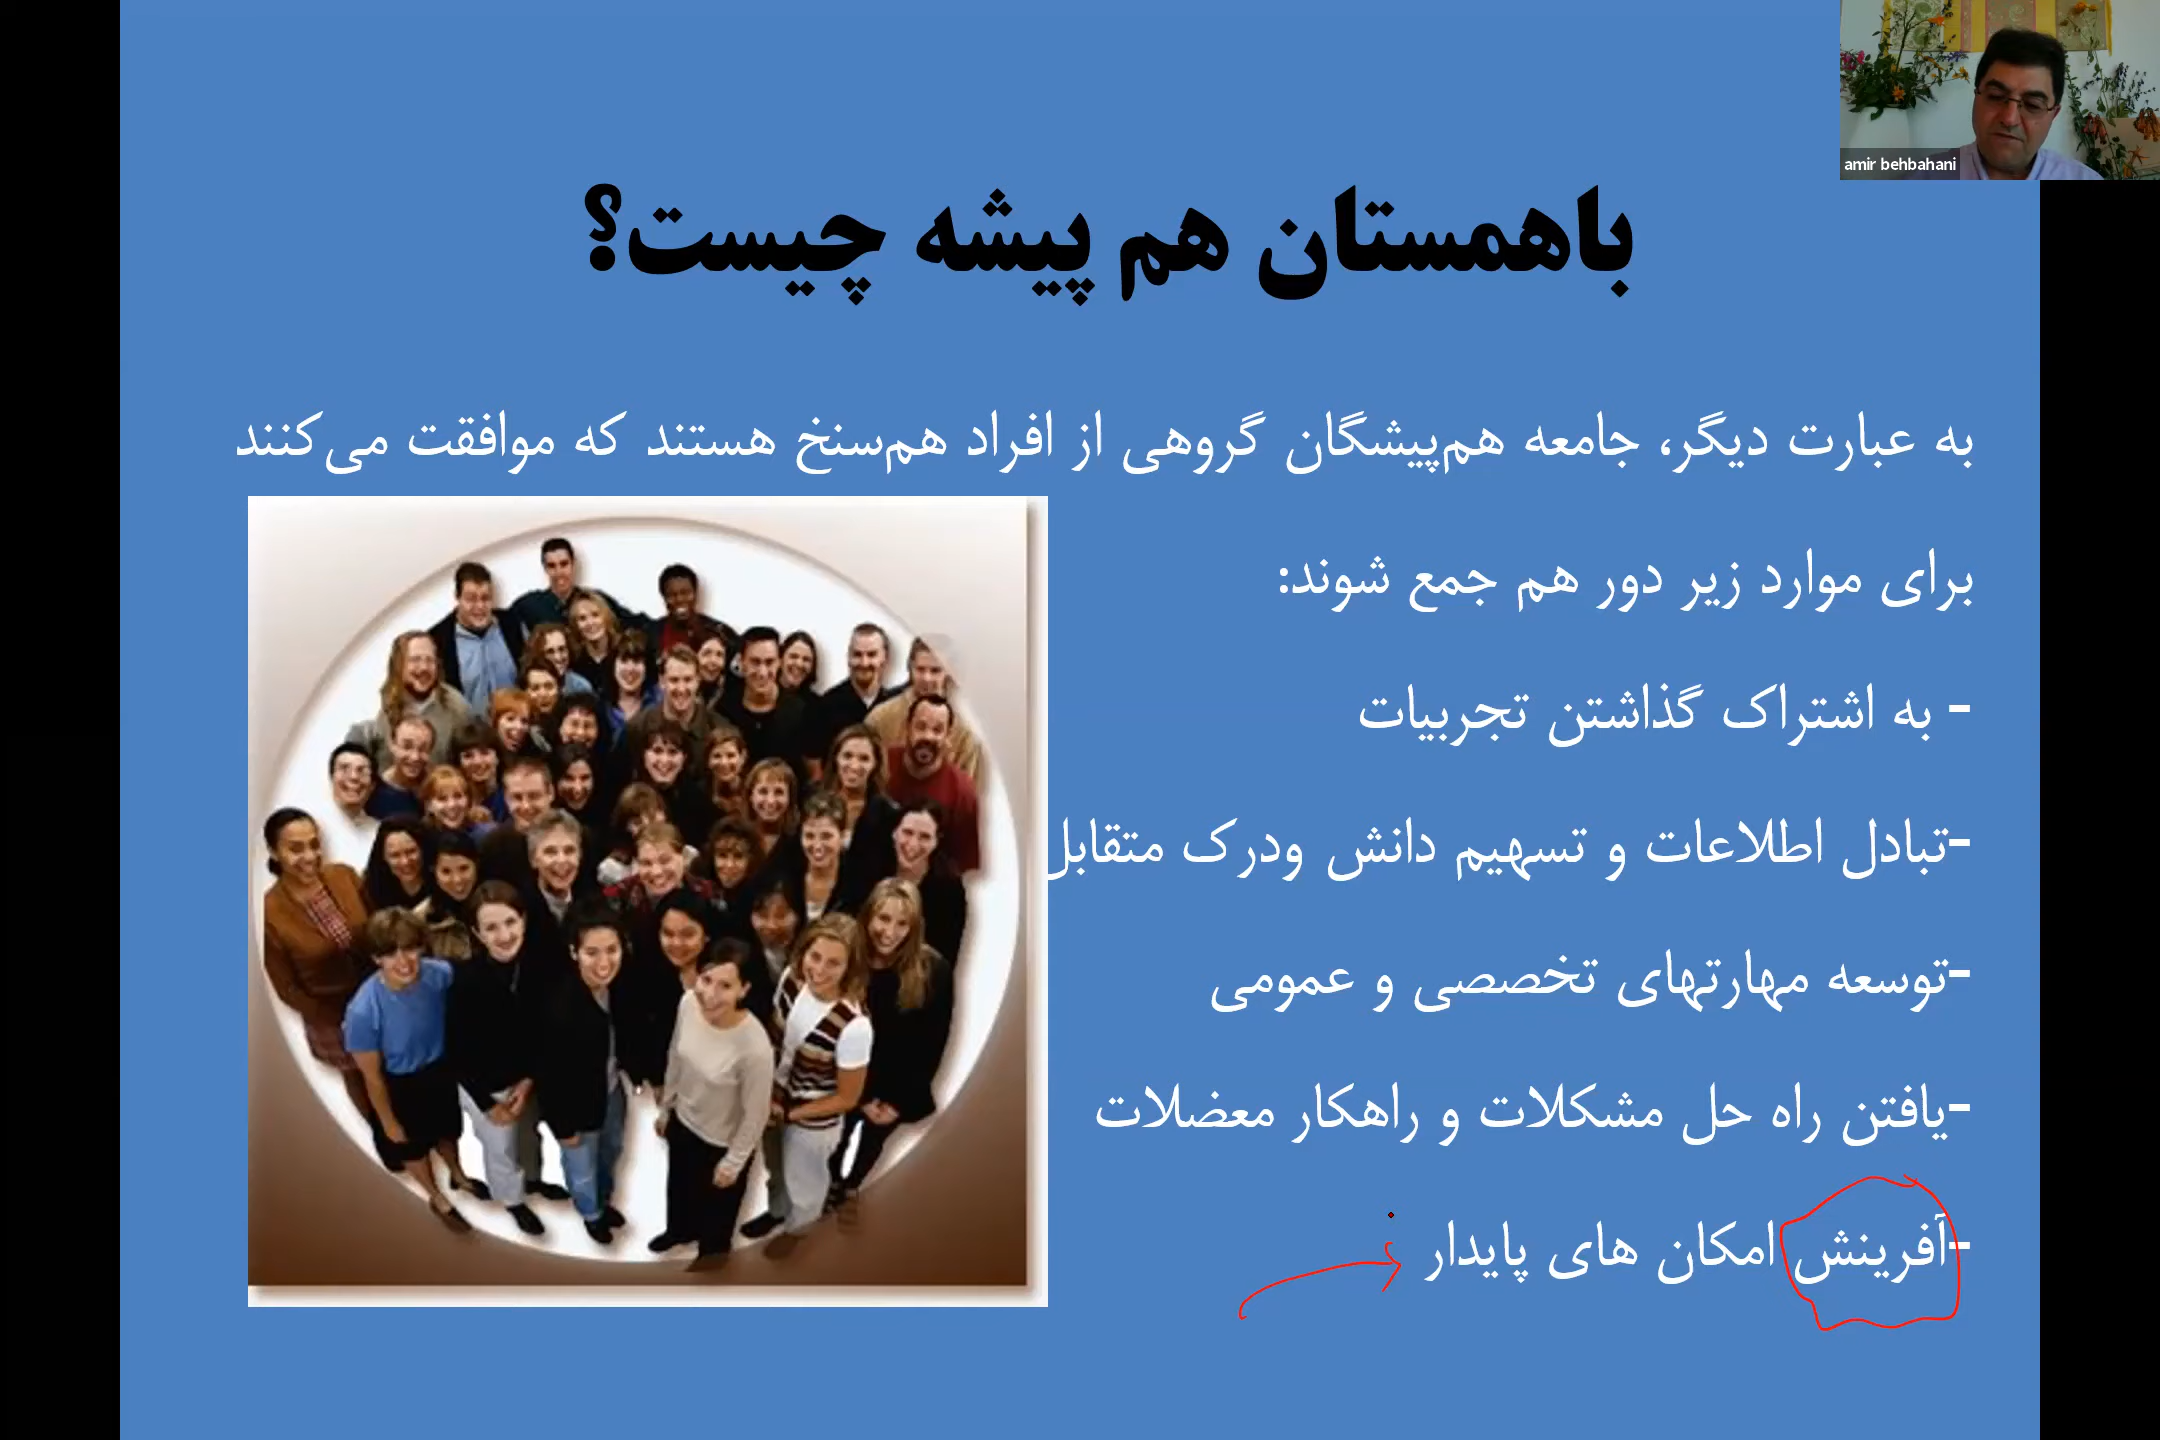 amir behbahani
باهمستان هم پیشه چیست؟
به عبارت دیگر، جامعه هم‌پیشگان گروهی از افراد هم‌سنخ هستند که موافقت می‌کنند
برای موارد زیر دور هم جمع شوند:
- به اشتراک گذاشتن تجربیات
-تبادل اطلاعات و تسهیم دانش ودرک متقابل
-توسعه مهارتهای تخصصی و عمومی
-یافتن راه حل مشکلات و راهکار معضلات
-آفرینش امکان های پایدار